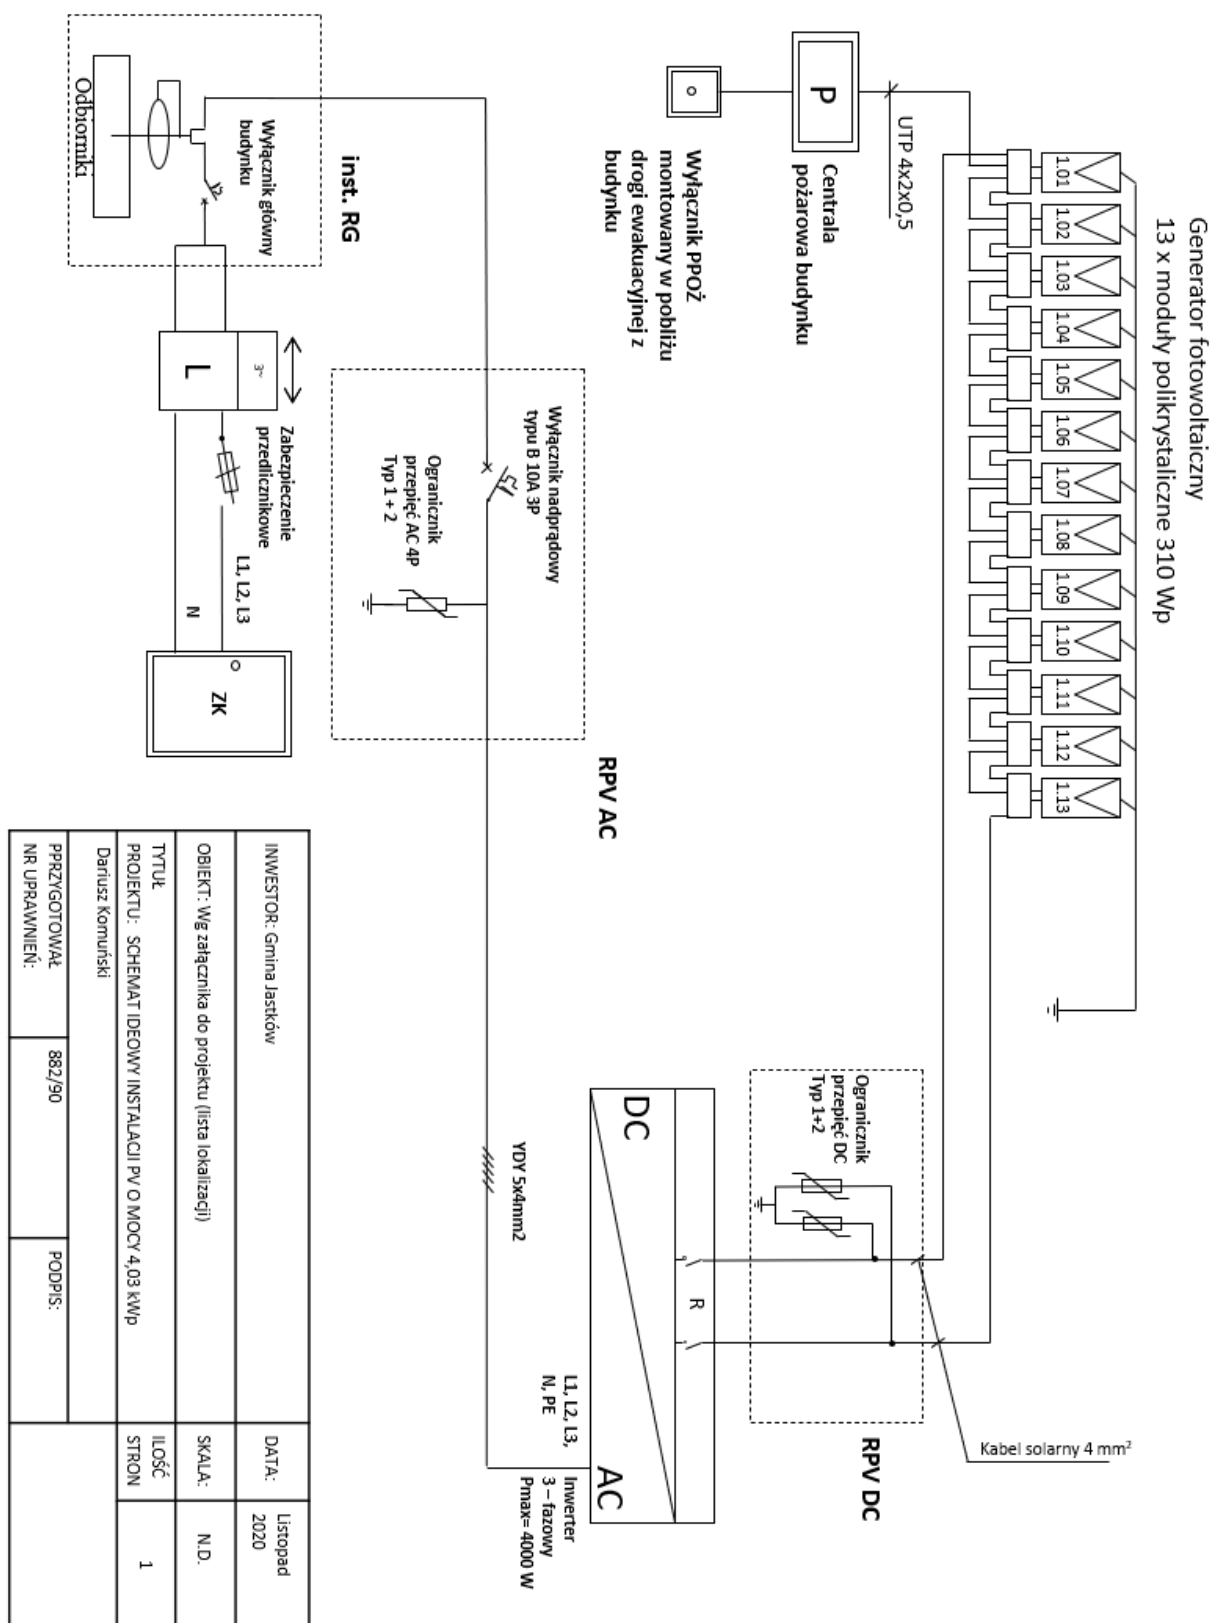 Generator fotowoltaiczny
13 x moduły polikrystaliczne 310 Wp
1.01
1.02
1.03
1.04
1.05
1.06
1.07
1.08
1.09
1.10
1.11
1.12
1.13
UTP 4x2x0,5
P
Centrala
pożarowa budynku
Wyłącznik PPOŻ
montowany w pobliżu
drogi ewakuacyjnej z
budynku
Kabel solarny 4 mm²
RPV DC
Ogranicznik
przepięć DC
Typ 1+2
R
DC
AC
L1, L2, L3,
N, PE
Inwerter
3 – fazowy
Pmax= 4000 W
YDY 5x4mm2
RPV AC
Wyłącznik nadprądowy
typu B 10A 3P
Ogranicznik
przepięć AC 4P
Typ 1 + 2
inst. RG
Wyłącznik główny
budynku
Odbiorniki
3~
L
Zabezpieczenie
przedlicznikowe
L1, L2, L3
N
ZK
INWESTOR: Gmina Jastków
DATA:
Listopad
2020
OBIEKT: Wg załącznika do projektu (lista lokalizacji)
SKALA:
N.D.
TYTUŁ
PROJEKTU: SCHEMAT IDEOWY INSTALACJI PV O MOCY 4,03 kWp
ILOŚĆ
STRON
1
Dariusz Komuński
PPRZYGOTOWAŁ
NR UPRAWNIEŃ:
882/90
PODPIS: